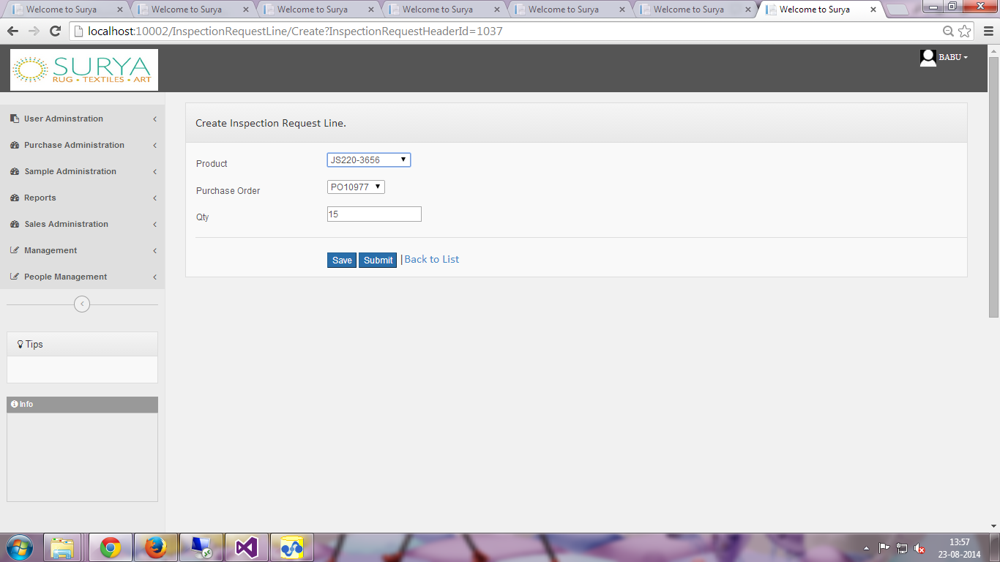 Welcome to Surya Welcome to Surya Welcome to Surya Welcome to Surya Welcome to Surya Welcome to Surya Welcome to Surya
localhost:10002/InspectionRequestLine/Create?InspectionRequestHeaderId=1037
SURYA
RUG • TEXTILES • ART
BABU
User Adminstration
Purchase Administration
Sample Administration
Reports
Sales Administration
Management
People Management
Tips
Info
Create Inspection Request Line.
Product JS220-3656
Purchase Order PO10977
Qty 15
Save Submit |Back to List
13:57
23-08-2014